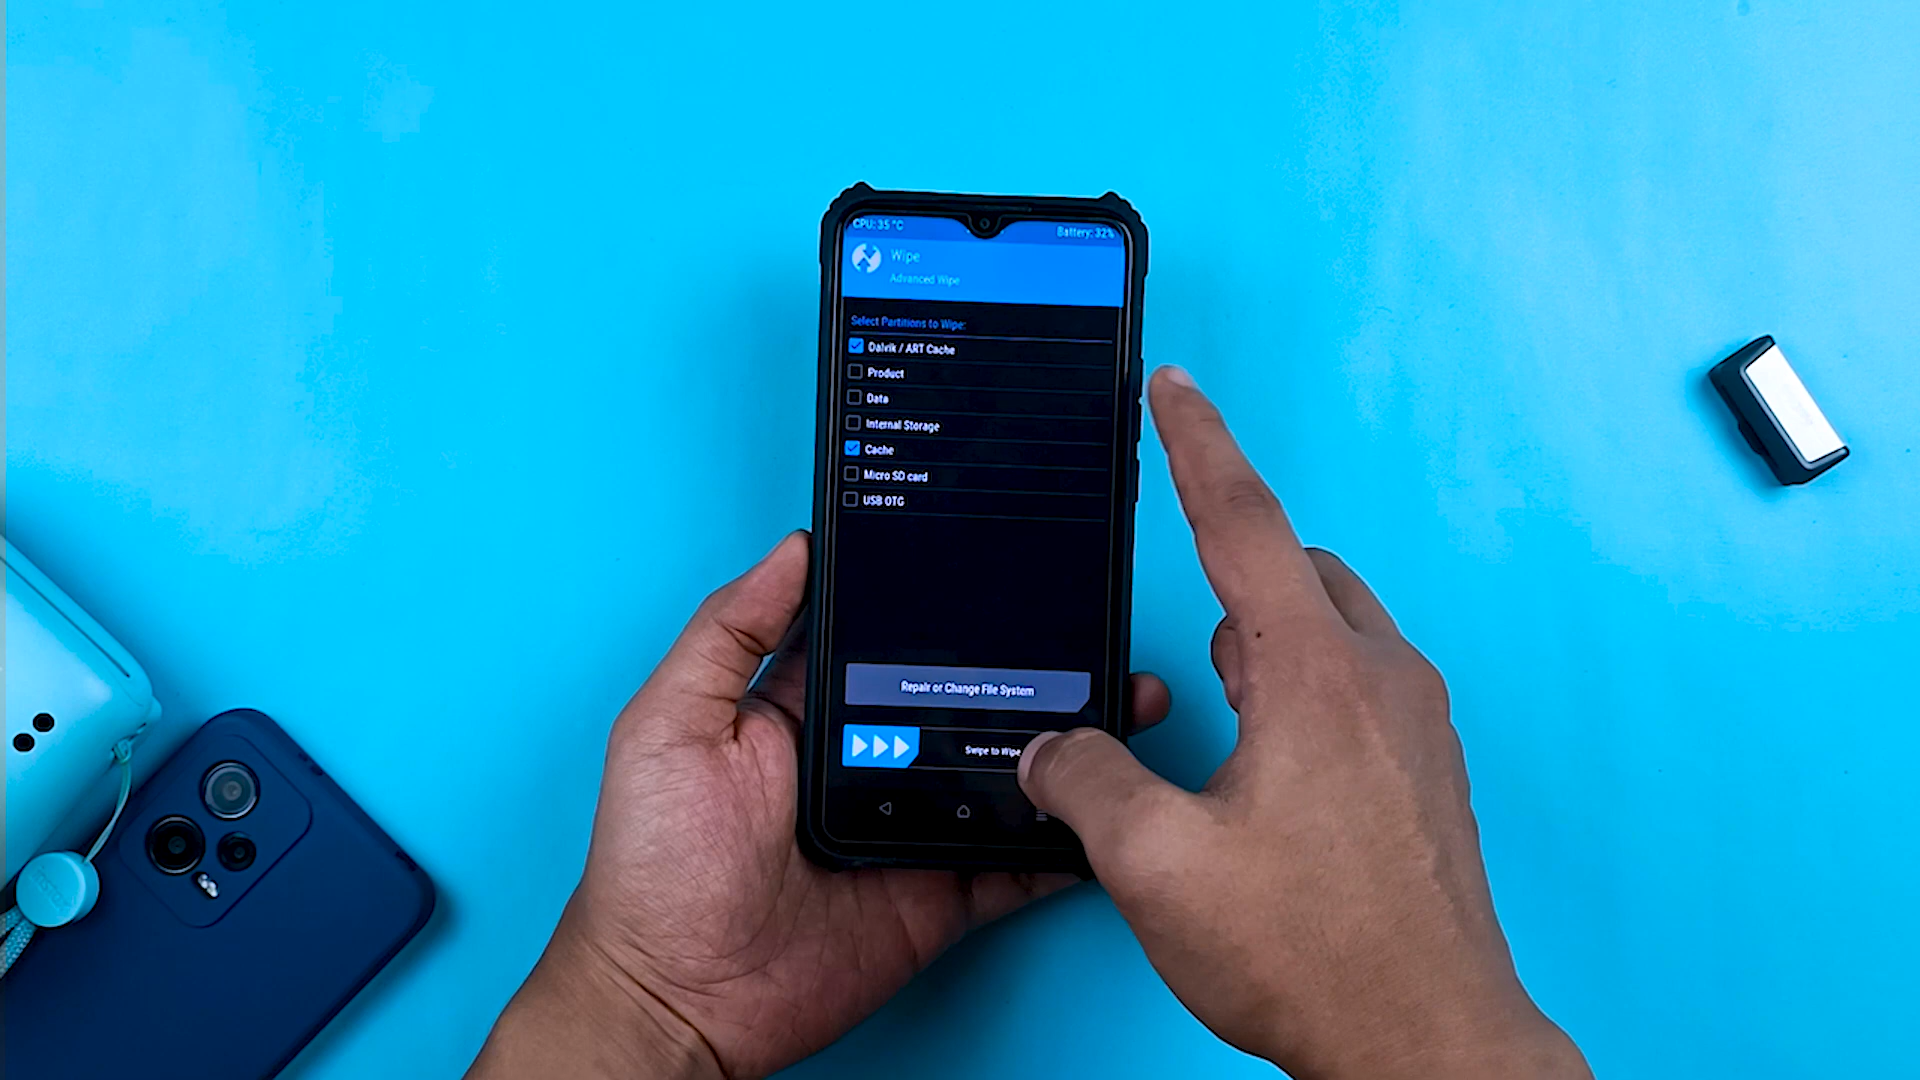 CPU: 35 °C
Battery: 32%
Wipe
Advanced Wipe
Select Partitions to Wipe:
Dalvik / ART Cache
Product
Data
Internal Storage
Cache
Micro SD card
USB OTG
Repair or Change File System
Swipe to Wipe